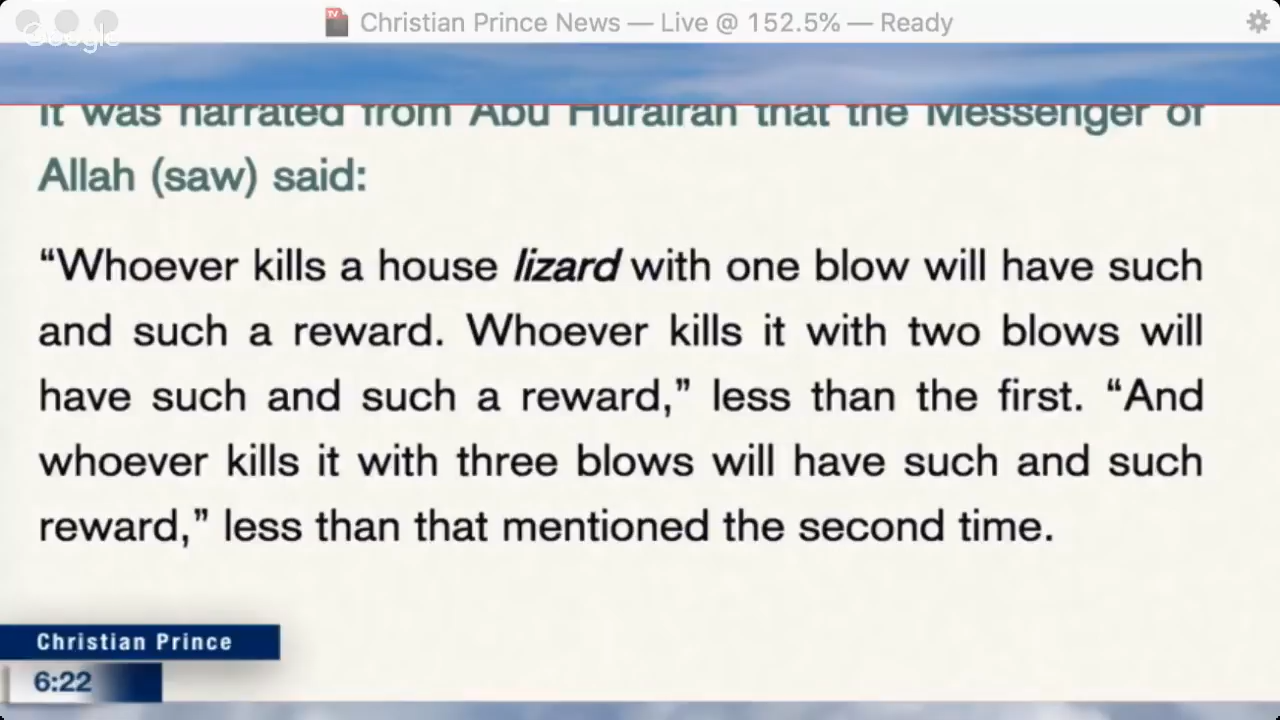 TV
Christian Prince News — Live @ 152.5% — Ready
Google
It was narrated from Abu Hurairah that the Messenger of
Allah (saw) said:
“Whoever kills a house lizard with one blow will have such
and such a reward. Whoever kills it with two blows will
have such and such a reward,” less than the first. “And
whoever kills it with three blows will have such and such
reward,” less than that mentioned the second time.
Christian Prince
6:22